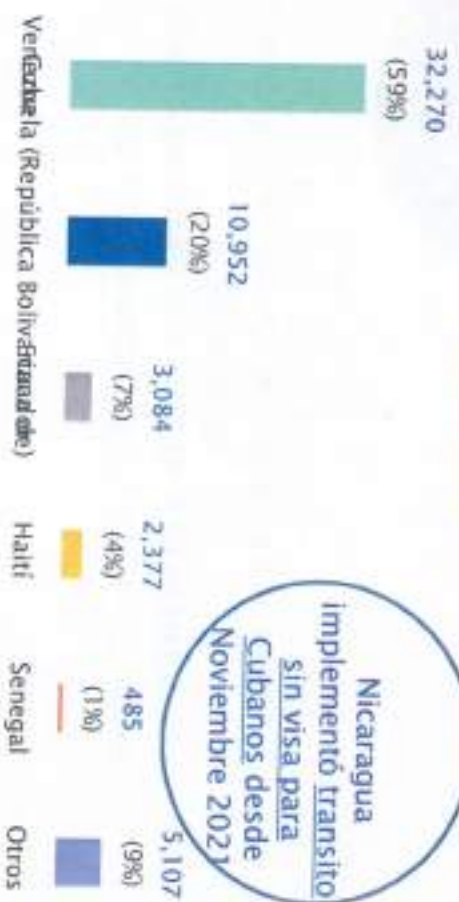 32,270
(59%)
10,952
(20%)
3,084
(7%)
2,377
(4%)
485
(1%)
5,107
(9%)
Nicaragua
implementó transito
sin visa para
Cubanos desde
Noviembre 2021
(República
Haití
Senegal
Otros